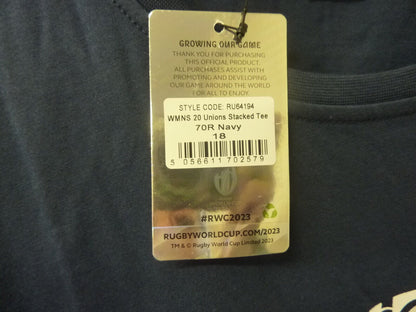 GROWING OUR GAME
THANK YOU FOR PURCHASING
THIS OFFICIAL PRODUCT.
ALL PURCHASES ASSIST WITH
PROMOTING AND DEVELOPING
OUR GAME AROUND THE WORLD
FOR ALL TO ENJOY.
STYLE CODE: RU64194
WMNS 20 Unions Stacked Tee
70R Navy
18
5 056611 702579
#RWC2023
RUGBYWORLDCUP.COM/2023
TM & © Rugby World Cup Limited 2023